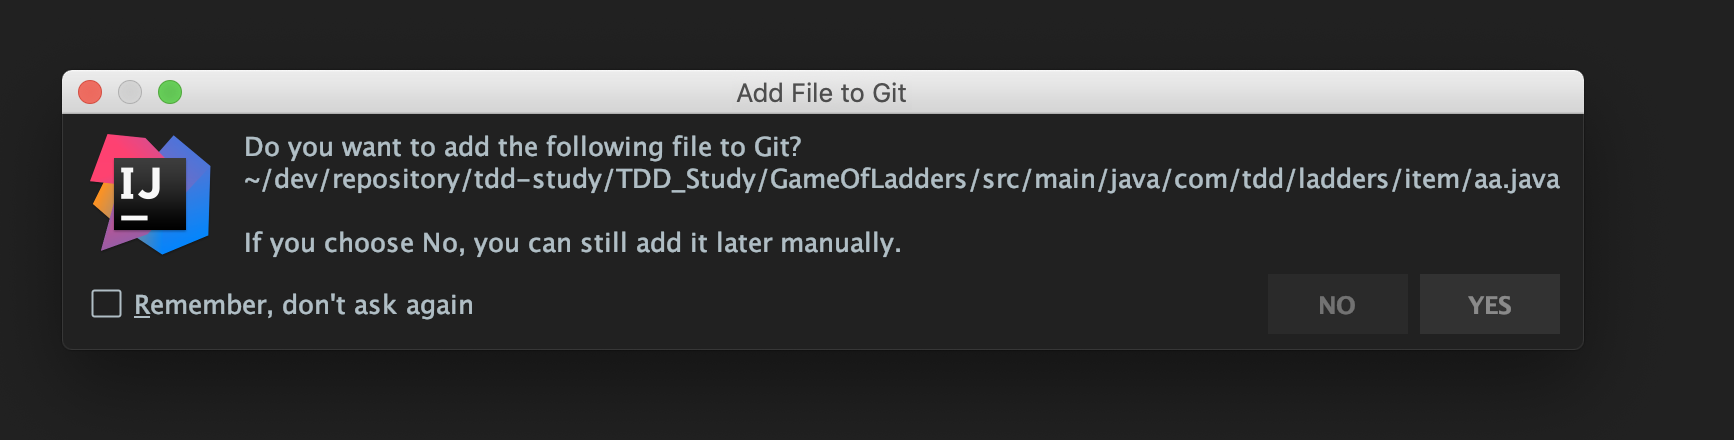 Add File to Git
IJ
Do you want to add the following file to Git?
~/dev/repository/tdd-study/TDD_Study/GameOfLadders/src/main/java/com/tdd/ladders/item/aa.java
If you choose No, you can still add it later manually.
Remember, don't ask again
NO
YES